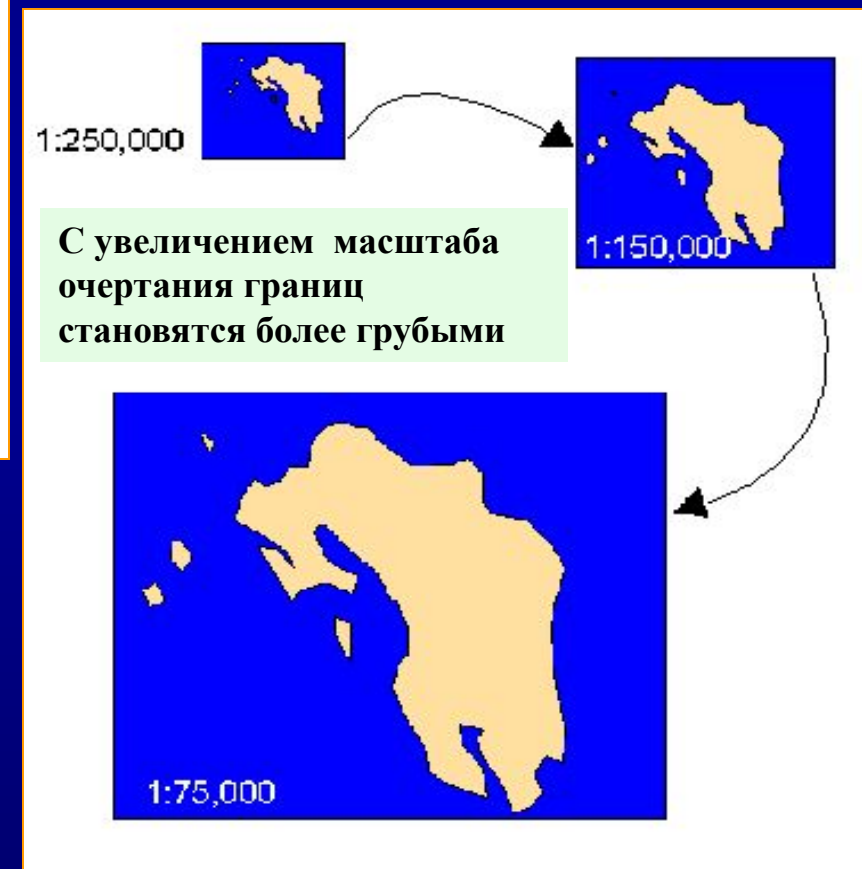 1:250,000
1:150,000
С увеличением масштаба
очертания границ
становятся более грубыми
1:75,000